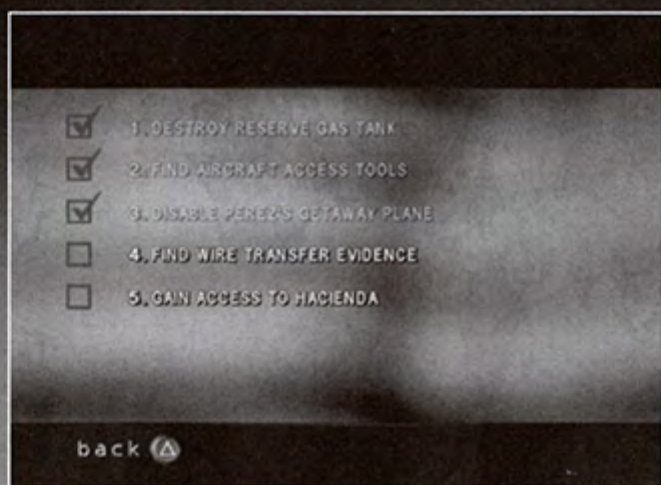 1. DESTROY RESERVE GAS TANK
2. FIND AIRCRAFT ACCESS TOOLS
3. DISABLE PEREZ'S GETAWAY PLANE
4. FIND WIRE TRANSFER EVIDENCE
5. GAIN ACCESS TO HACIENDA
back